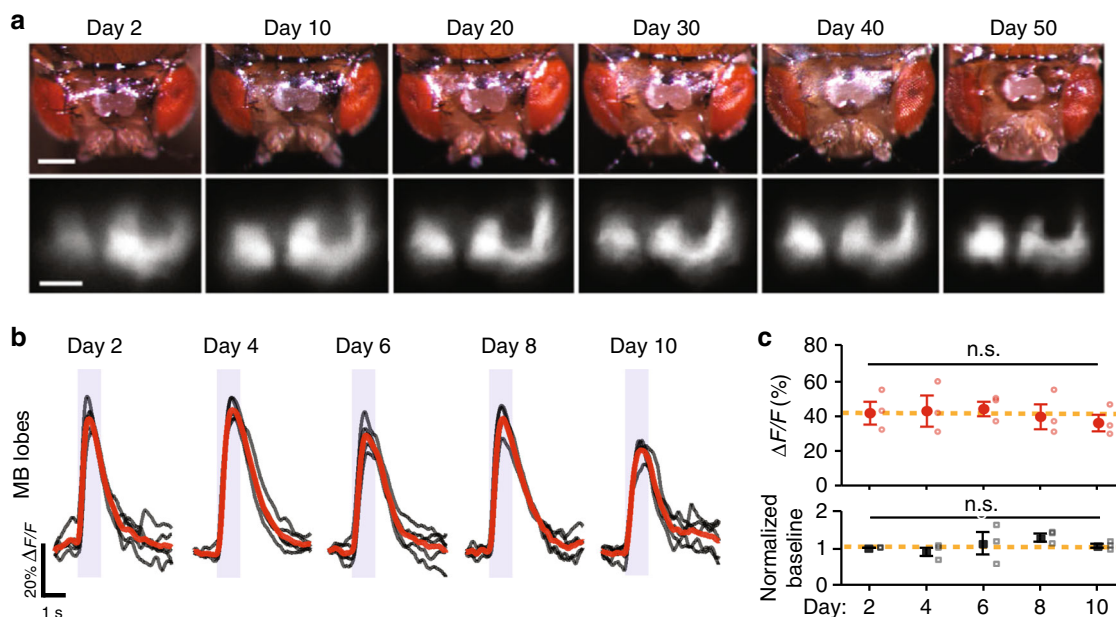 a
Day 2 Day 10 Day 20 Day 30 Day 40 Day 50
b
Day 2 Day 4 Day 6 Day 8 Day 10
MB lobes
20% ΔF/F
1 s
c
n.s.
ΔF/F (%)
80
60
40
20
0
n.s.
Normalized
baseline
2
1
0
Day: 2 4 6 8 10